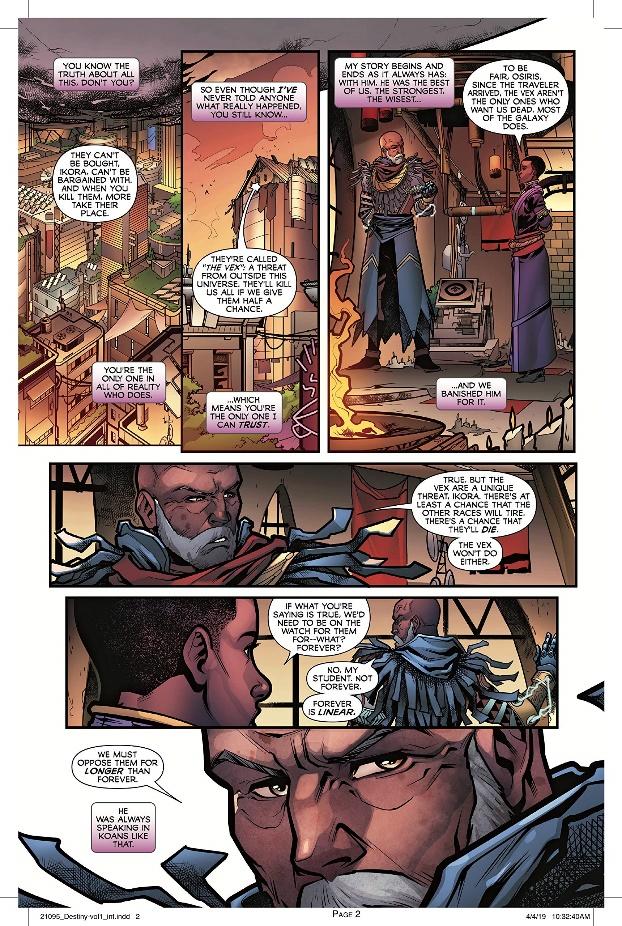 YOU KNOW THE
TRUTH ABOUT ALL
THIS, DON'T YOU?
THEY CAN'T
BE BOUGHT,
IKORA. CAN'T BE
BARGAINED WITH.
AND WHEN YOU
KILL THEM, MORE
TAKE THEIR
PLACE.
YOU'RE THE
ONLY ONE IN
ALL OF REALITY
WHO DOES.
SO EVEN THOUGH I'VE
NEVER TOLD ANYONE
WHAT REALLY HAPPENED,
YOU STILL KNOW...
THEY'RE CALLED
"THE VEX": A THREAT
FROM OUTSIDE THIS
UNIVERSE. THEY'LL KILL
US ALL IF WE GIVE
THEM HALF A
CHANCE.
...WHICH
MEANS YOU'RE
THE ONLY ONE I
CAN TRUST.
MY STORY BEGINS AND
ENDS AS IT ALWAYS HAS:
WITH HIM. HE WAS THE BEST
OF US. THE STRONGEST.
THE WISEST...
TO BE
FAIR, OSIRIS,
SINCE THE TRAVELER
ARRIVED, THE VEX AREN'T
THE ONLY ONES WHO
WANT US DEAD. MOST
OF THE GALAXY
DOES.
...AND WE
BANISHED HIM
FOR IT.
TRUE, BUT THE
VEX ARE A UNIQUE
THREAT, IKORA. THERE'S AT
LEAST A CHANCE THAT THE
OTHER RACES WILL TIRE.
THERE'S A CHANCE THAT
THEY'LL DIE.
THE VEX
WON'T DO
EITHER.
IF WHAT YOU'RE
SAYING IS TRUE, WE'D
NEED TO BE ON THE
WATCH FOR THEM
FOR--WHAT?
FOREVER?
NO, MY
STUDENT. NOT
FOREVER.
FOREVER
IS LINEAR.
WE MUST
OPPOSE THEM FOR
LONGER THAN
FOREVER.
HE
WAS ALWAYS
SPEAKING IN
KOANS LIKE
THAT.
21095_Destiny-vol1_int.indd 2
PAGE 2
4/4/19 10:32:40AM